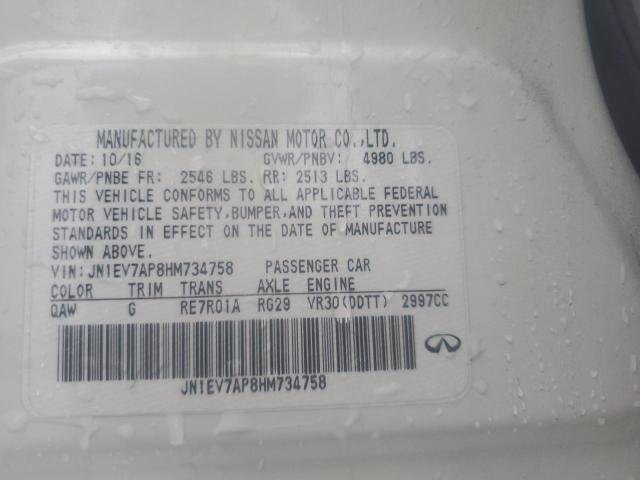 MANUFACTURED BY NISSAN MOTOR CO.,LTD.
DATE: 10/16 GVWR/PNBV: 4980 LBS.
GAWR/PNBE FR: 2546 LBS. RR: 2513 LBS.
THIS VEHICLE CONFORMS TO ALL APPLICABLE FEDERAL
MOTOR VEHICLE SAFETY,BUMPER,AND THEFT PREVENTION
STANDARDS IN EFFECT ON THE DATE OF MANUFACTURE
SHOWN ABOVE.
VIN: JN1EV7AP8HM734758 PASSENGER CAR
COLOR TRIM TRANS AXLE ENGINE
QAW G RE7R01A RG29 VR30(DDTT) 2997CC
JN1EV7AP8HM734758